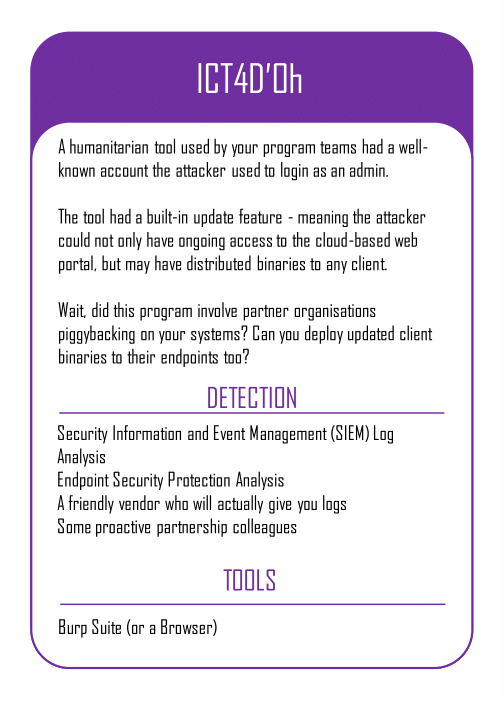 ICT4D'Oh
A humanitarian tool used by your program teams had a well-
known account the attacker used to login as an admin.
The tool had a built-in update feature - meaning the attacker
could not only have ongoing access to the cloud-based web
portal, but may have distributed binaries to any client.
Wait, did this program involve partner organisations
piggybacking on your systems? Can you deploy updated client
binaries to their endpoints too?
DETECTION
Security Information and Event Management (SIEM) Log
Analysis
Endpoint Security Protection Analysis
A friendly vendor who will actually give you logs
Some proactive partnership colleagues
TOOLS
Burp Suite (or a Browser)